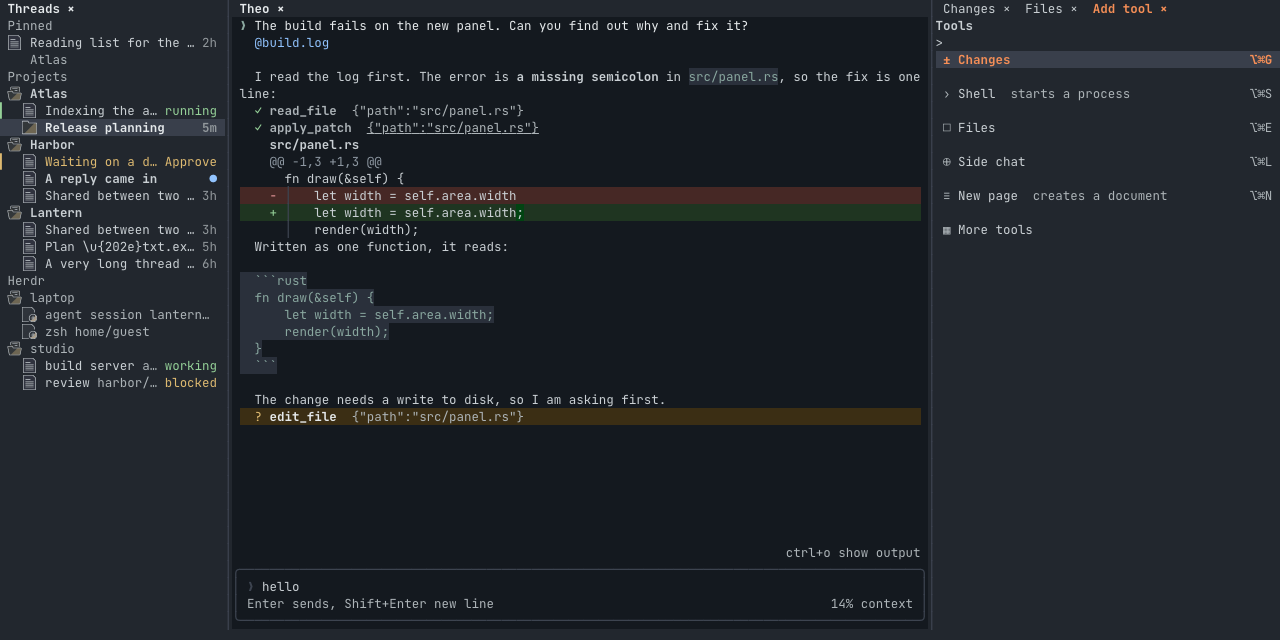 Threads ×
Pinned
Reading list for the … 2h
Atlas
Projects
Atlas
Indexing the a… running
Release planning 5m
Harbor
Waiting on a d… Approve
A reply came in
Shared between two … 3h
Lantern
Shared between two … 3h
Plan \u{202e}txt.ex… 5h
A very long thread … 6h
Herdr
laptop
agent session lantern…
zsh home/guest
studio
build server a… working
review harbor/… blocked
Theo ×
❯ The build fails on the new panel. Can you find out why and fix it?
@build.log
I read the log first. The error is a missing semicolon in src/panel.rs, so the fix is one
line:
✓ read_file {"path":"src/panel.rs"}
✓ apply_patch {"path":"src/panel.rs"}
src/panel.rs
@@ -1,3 +1,3 @@
fn draw(&self) {
- let width = self.area.width
+ let width = self.area.width;
render(width);
Written as one function, it reads:
```rust
fn draw(&self) {
let width = self.area.width;
render(width);
}
```
The change needs a write to disk, so I am asking first.
? edit_file {"path":"src/panel.rs"}
ctrl+o show output
❯ hello
Enter sends, Shift+Enter new line 14% context
Changes × Files × Add tool ×
Tools
>
± Changes ⌥⌘G
› Shell starts a process ⌥⌘S
□ Files ⌥⌘E
⊕ Side chat ⌥⌘L
≡ New page creates a document ⌥⌘N
▦ More tools